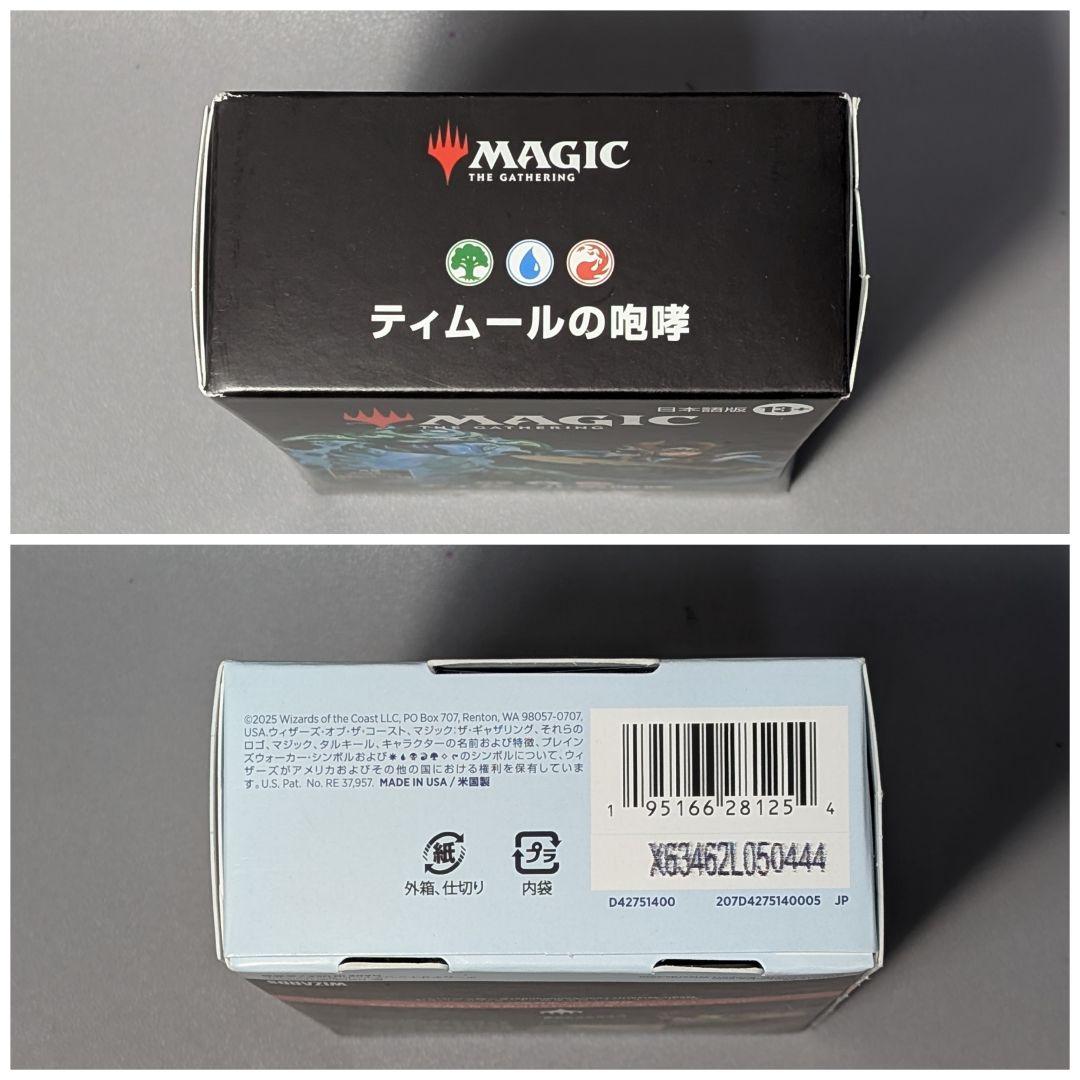 MAGIC
THE GATHERING
ティムールの咆哮
MAGIC
THE GATHERING
日本語版 13+
©2025 Wizards of the Coast LLC, PO Box 707, Renton, WA 98057-0707,
USA.ウィザーズ・オブ・ザ・コースト、マジック:ザ・ギャザリング、それらの
ロゴ、マジック、タルキール、キャラクターの名前および特徴、プレイン
ズウォーカー・シンボルおよび のシンボルについて、ウィ
ザーズがアメリカおよびその他の国における権利を保有していま
す。U.S. Pat. No. RE 37,957. MADE IN USA / 米国製
紙
外箱、仕切り
プラ
内袋
1 95166 28125 4
X63462L050444
D42751400 207D4275140005 JP
WIZARDS